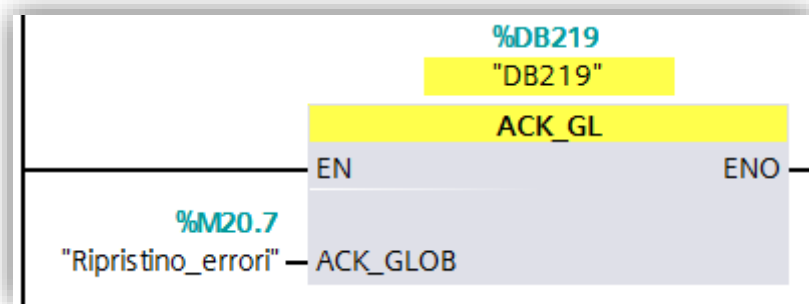 %DB219
"DB219"
ACK_GL
EN ENO
%M20.7
"Ripristino_errori" ACK_GLOB